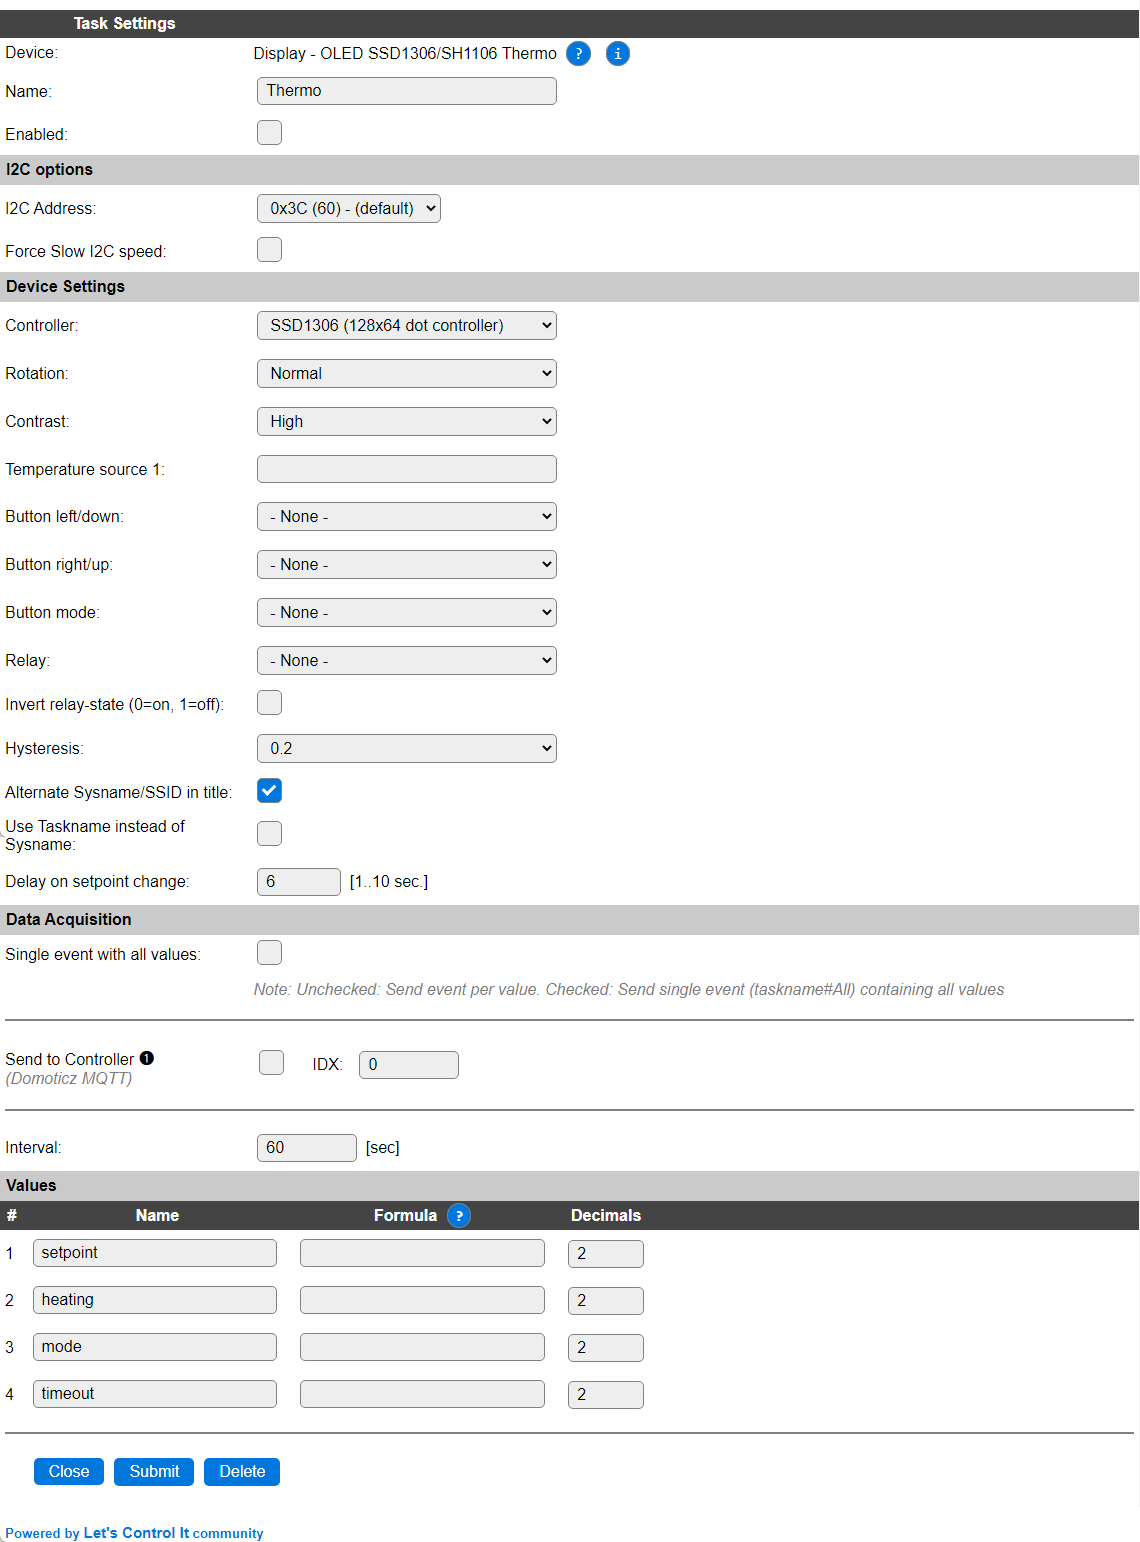 Task Settings
Device: Display - OLED SSD1306/SH1106 Thermo ? i
Name: Thermo
Enabled:
I2C options
I2C Address: 0x3C (60) - (default)
Force Slow I2C speed:
Device Settings
Controller: SSD1306 (128x64 dot controller)
Rotation: Normal
Contrast: High
Temperature source 1:
Button left/down: - None -
Button right/up: - None -
Button mode: - None -
Relay: - None -
Invert relay-state (0=on, 1=off):
Hysteresis: 0.2
Alternate Sysname/SSID in title:
Use Taskname instead of
Sysname:
Delay on setpoint change: 6 [1..10 sec.]
Data Acquisition
Single event with all values:
Note: Unchecked: Send event per value. Checked: Send single event (taskname#All) containing all values
Send to Controller ❶ IDX: 0
(Domoticz MQTT)
Interval: 60 [sec]
Values
# Name Formula ? Decimals
1 setpoint 2
2 heating 2
3 mode 2
4 timeout 2
Close Submit Delete
Powered by Let's Control It community